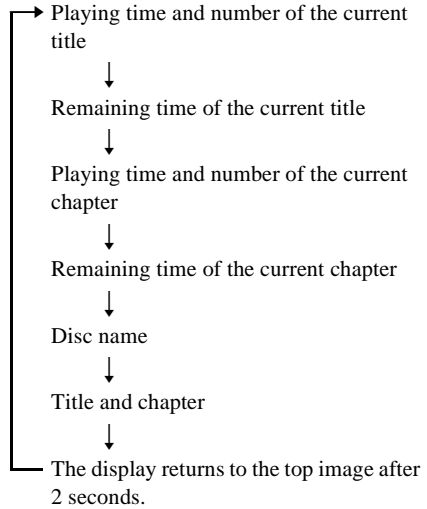 Playing time and number of the current
title
Remaining time of the current title
Playing time and number of the current
chapter
Remaining time of the current chapter
Disc name
Title and chapter
The display returns to the top image after
2 seconds.